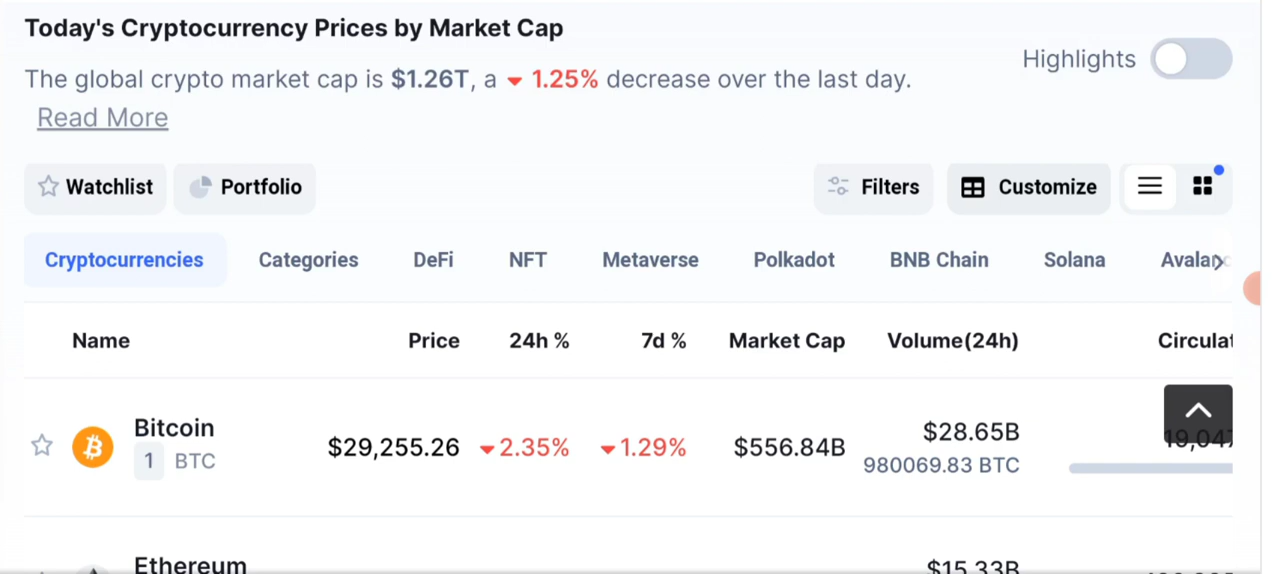 Today's Cryptocurrency Prices by Market Cap
Highlights
The global crypto market cap is $1.26T, a 1.25% decrease over the last day.
Read More
Watchlist Portfolio Filters Customize
Cryptocurrencies Categories DeFi NFT Metaverse Polkadot BNB Chain Solana
Name Price 24h % 7d % Market Cap Volume(24h)
Bitcoin
1 BTC
$29,255.26 2.35% 1.29% $556.84B
$28.65B
980069.83 BTC
Ethereum
$15.33B